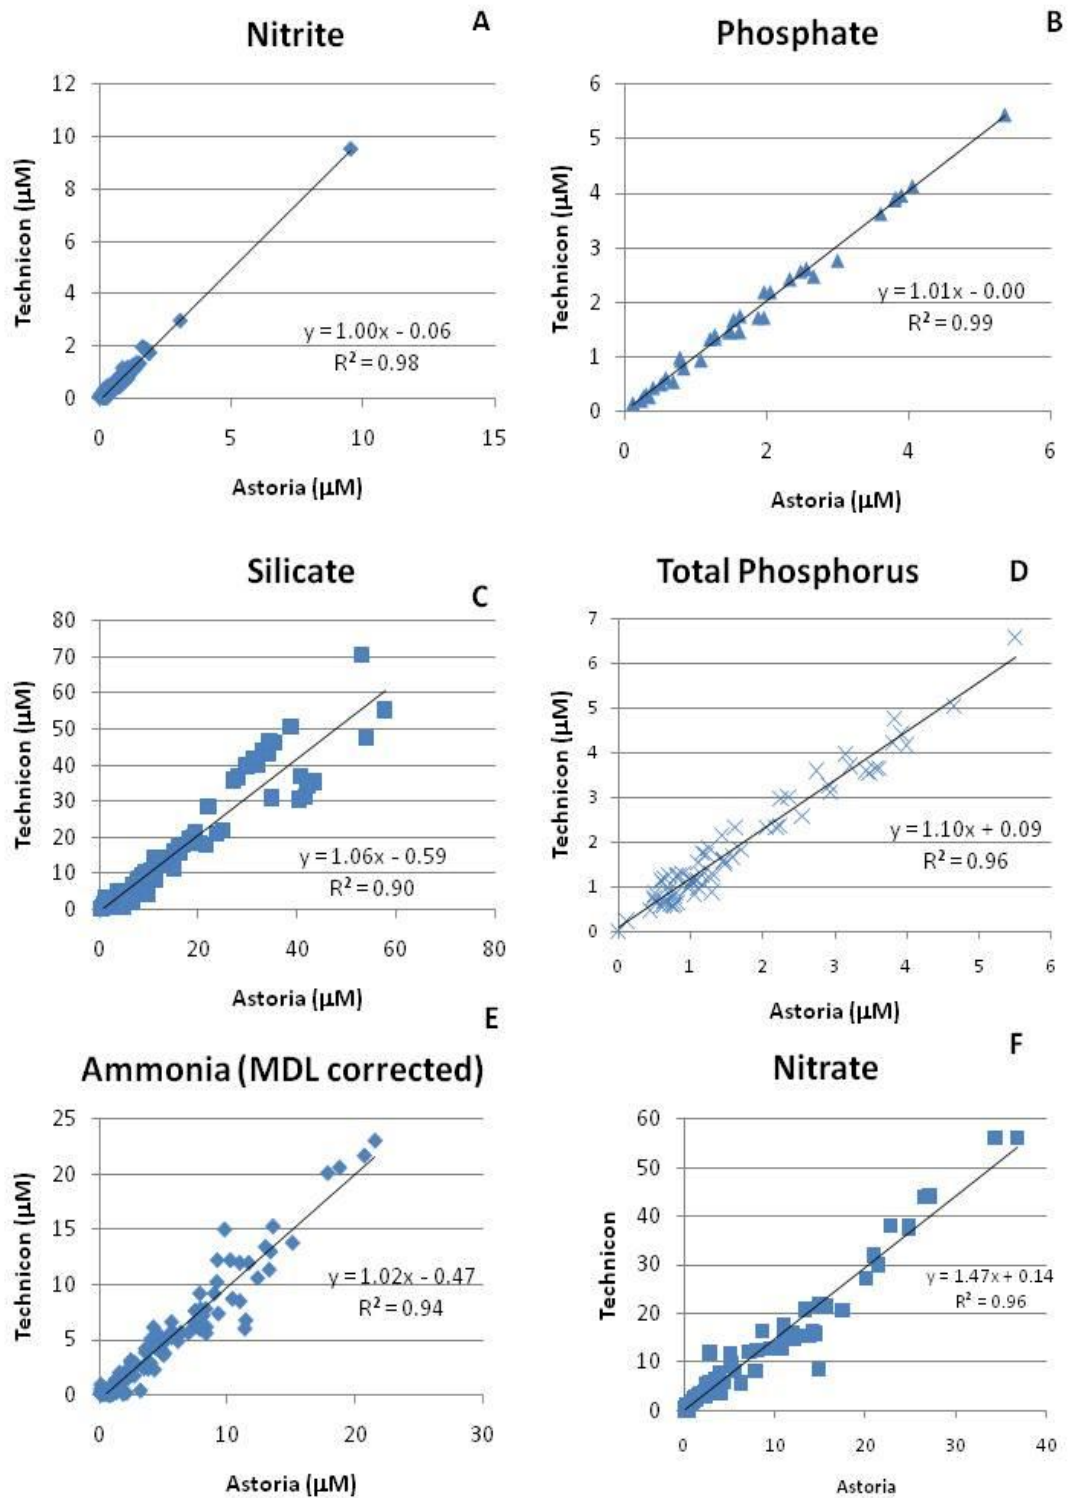 Nitrite
A
12
10
8
6
4
2
0
Technicon (µM)
y = 1.00x - 0.06
R² = 0.98
0 5 10 15
Astoria (µM)
Phosphate
B
6
5
4
3
2
1
0
Technicon (µM)
y = 1.01x - 0.00
R² = 0.99
0 2 4 6
Astoria (µM)
Silicate
C
80
70
60
50
40
30
20
10
0
Technicon (µM)
y = 1.06x - 0.59
R² = 0.90
0 20 40 60 80
Astoria (µM)
Total Phosphorus
D
7
6
5
4
3
2
1
0
Technicon (µM)
y = 1.10x + 0.09
R² = 0.96
0 1 2 3 4 5 6
Astoria (µM)
E
Ammonia (MDL corrected)
25
20
15
10
5
0
Technicon (µM)
y = 1.02x - 0.47
R² = 0.94
0 10 20 30
Astoria (µM)
F
Nitrate
60
50
40
30
20
10
0
Technicon
y = 1.47x + 0.14
R² = 0.96
0 10 20 30 40
Astoria